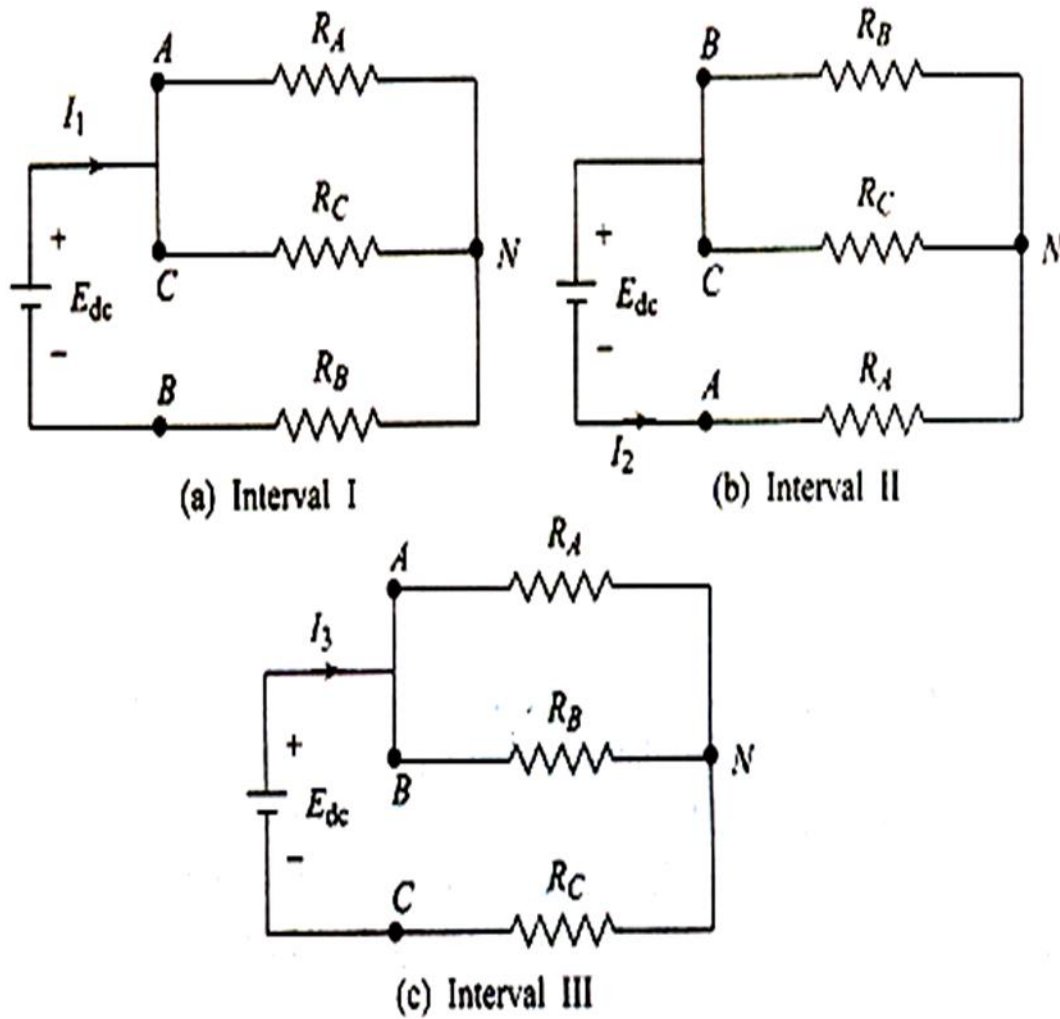 A
R_A
I_1
R_C
+
N
C
E_dc
−
B
R_B
(a) Interval I
B
R_B
R_C
+
N
C
E_dc
−
A
R_A
I_2
(b) Interval II
A
R_A
I_3
R_B
+
N
B
E_dc
−
C
R_C
(c) Interval III